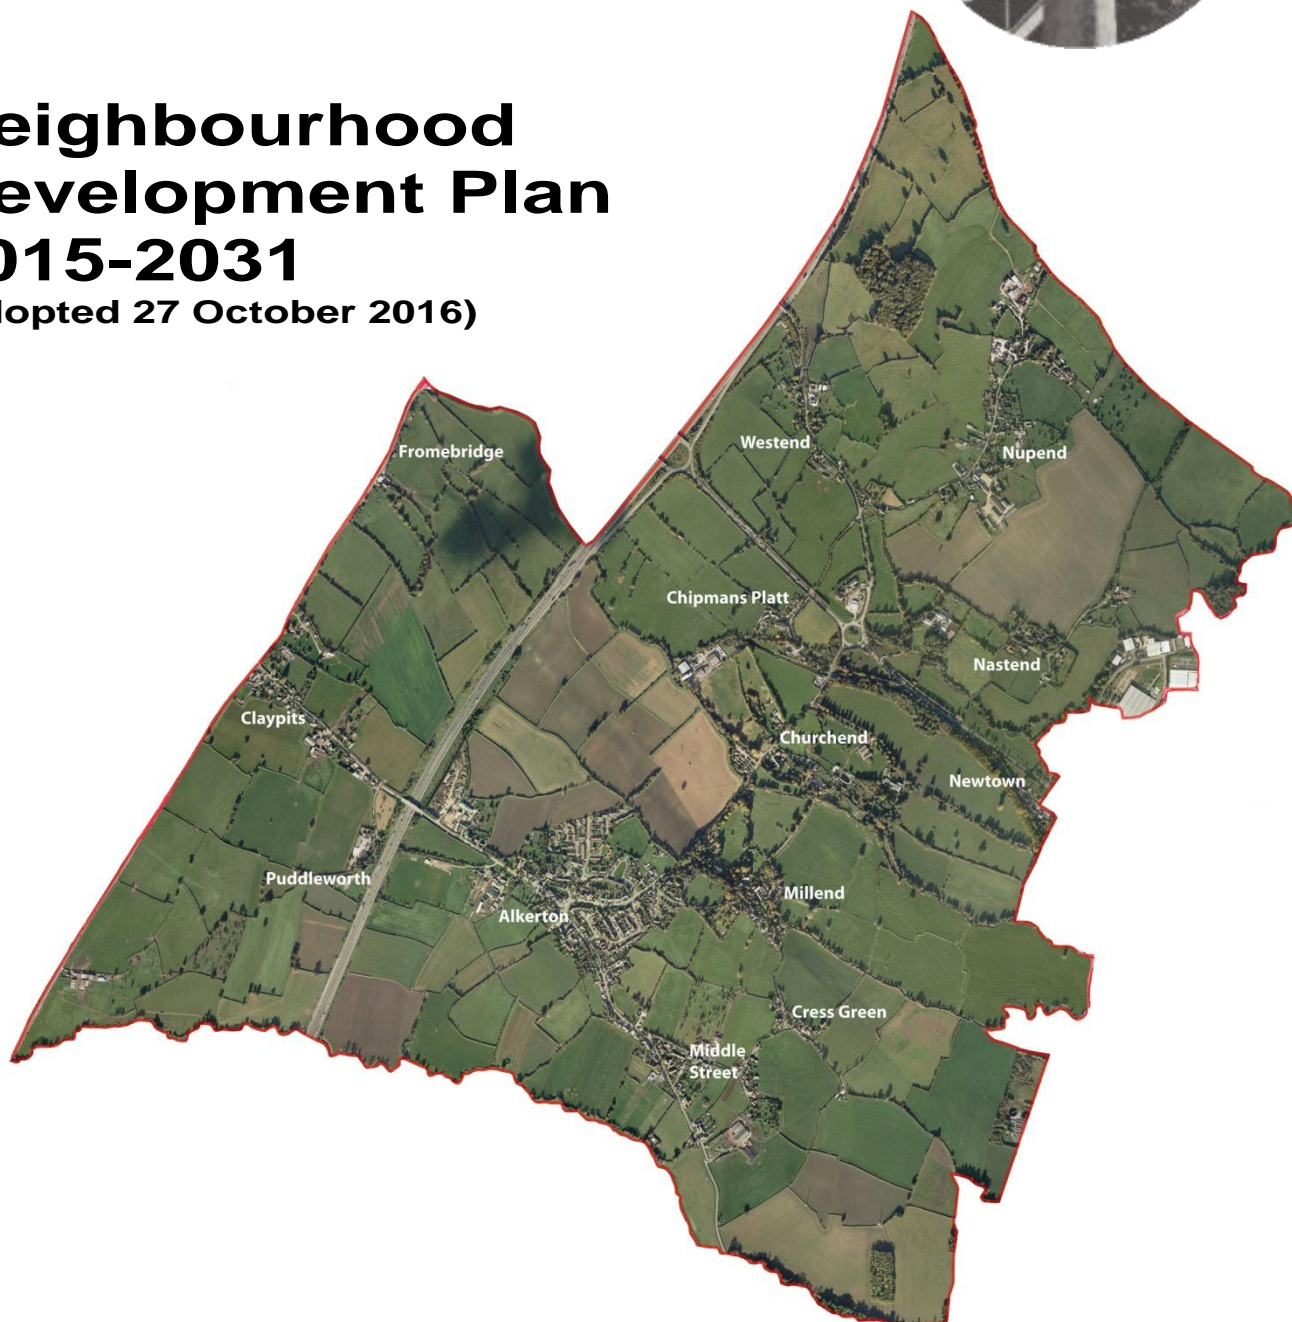 eighbourhood
evelopment Plan
015-2031
dopted 27 October 2016)
Fromebridge
Westend
Nupend
Chipmans Platt
Nastend
Claypits
Churchend
Newtown
Puddleworth
Millend
Alkerton
Cress Green
Middle
Street